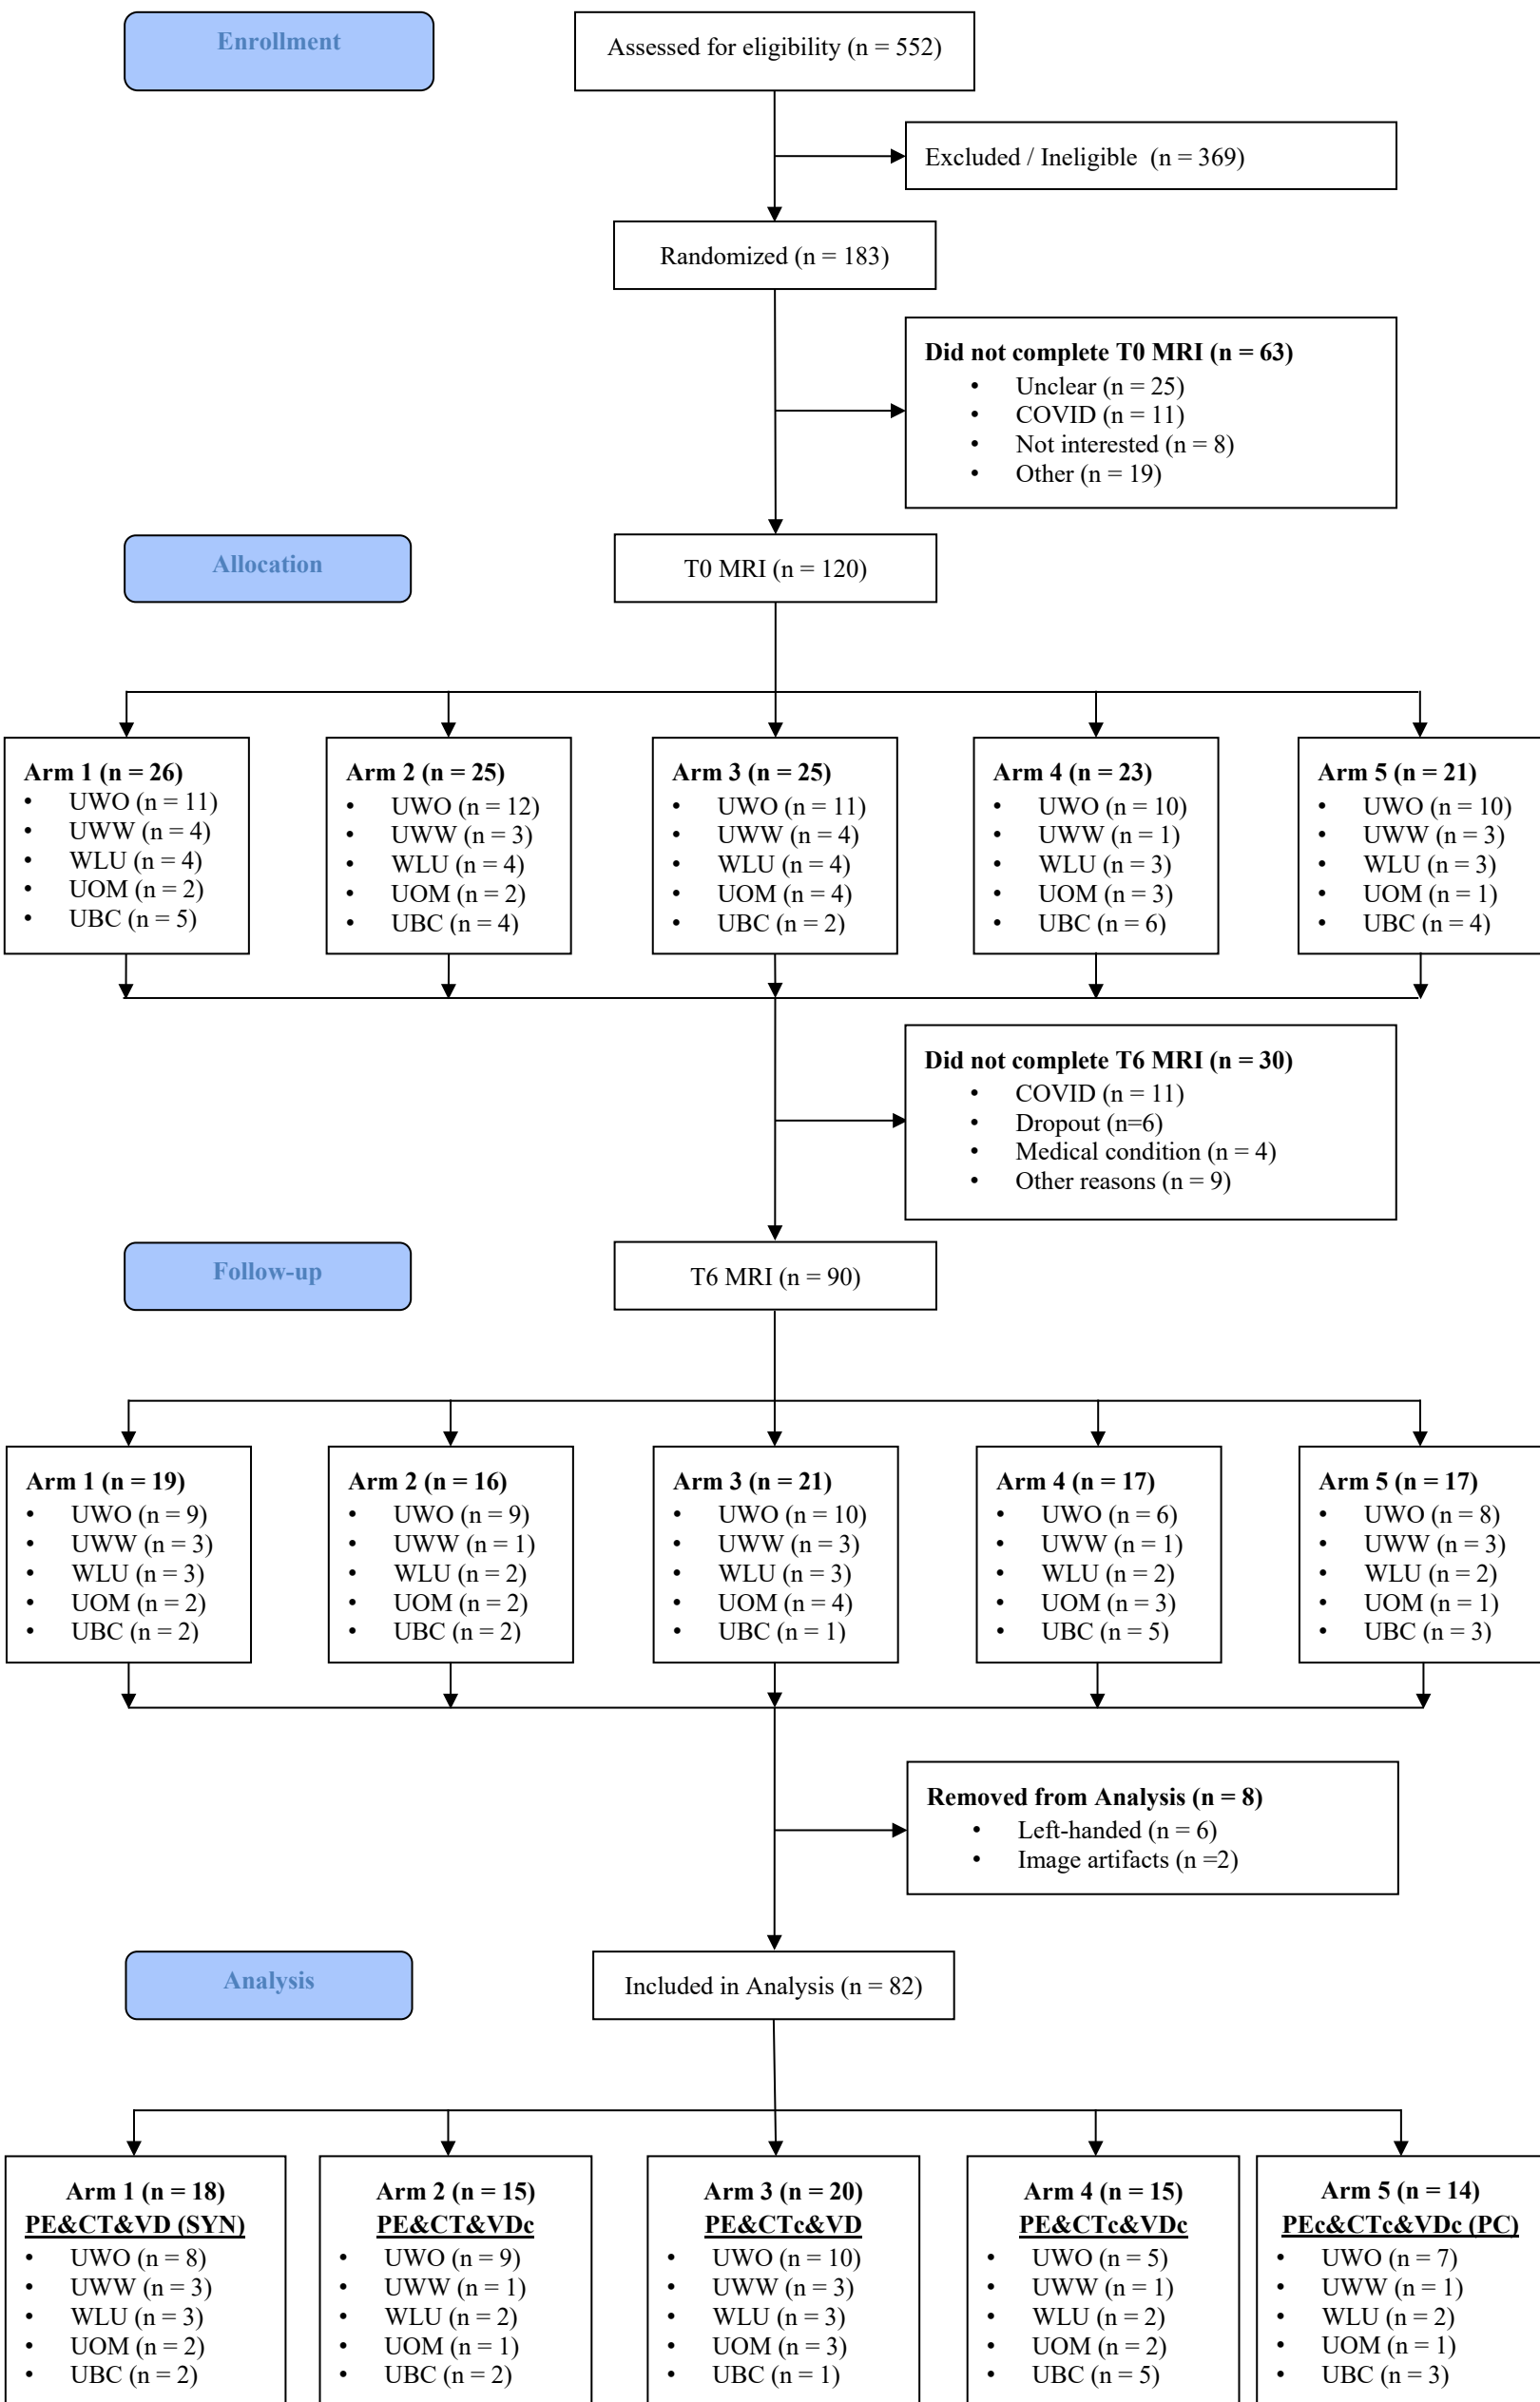 Enrollment
Assessed for eligibility (n = 552)
Excluded / Ineligible (n = 369)
Randomized (n = 183)
Did not complete T0 MRI (n = 63)
• Unclear (n = 25)
• COVID (n = 11)
• Not interested (n = 8)
• Other (n = 19)
Allocation
T0 MRI (n = 120)
Arm 1 (n = 26)
• UWO (n = 11)
• UWW (n = 4)
• WLU (n = 4)
• UOM (n = 2)
• UBC (n = 5)
Arm 2 (n = 25)
• UWO (n = 12)
• UWW (n = 3)
• WLU (n = 4)
• UOM (n = 2)
• UBC (n = 4)
Arm 3 (n = 25)
• UWO (n = 11)
• UWW (n = 4)
• WLU (n = 4)
• UOM (n = 4)
• UBC (n = 2)
Arm 4 (n = 23)
• UWO (n = 10)
• UWW (n = 1)
• WLU (n = 3)
• UOM (n = 3)
• UBC (n = 6)
Arm 5 (n = 21)
• UWO (n = 10)
• UWW (n = 3)
• WLU (n = 3)
• UOM (n = 1)
• UBC (n = 4)
Did not complete T6 MRI (n = 30)
• COVID (n = 11)
• Dropout (n=6)
• Medical condition (n = 4)
• Other reasons (n = 9)
Follow-up
T6 MRI (n = 90)
Arm 1 (n = 19)
• UWO (n = 9)
• UWW (n = 3)
• WLU (n = 3)
• UOM (n = 2)
• UBC (n = 2)
Arm 2 (n = 16)
• UWO (n = 9)
• UWW (n = 1)
• WLU (n = 2)
• UOM (n = 2)
• UBC (n = 2)
Arm 3 (n = 21)
• UWO (n = 10)
• UWW (n = 3)
• WLU (n = 3)
• UOM (n = 4)
• UBC (n = 1)
Arm 4 (n = 17)
• UWO (n = 6)
• UWW (n = 1)
• WLU (n = 2)
• UOM (n = 3)
• UBC (n = 5)
Arm 5 (n = 17)
• UWO (n = 8)
• UWW (n = 3)
• WLU (n = 2)
• UOM (n = 1)
• UBC (n = 3)
Removed from Analysis (n = 8)
• Left-handed (n = 6)
• Image artifacts (n =2)
Analysis
Included in Analysis (n = 82)
Arm 1 (n = 18)
PE&CT&VD (SYN)
• UWO (n = 8)
• UWW (n = 3)
• WLU (n = 3)
• UOM (n = 2)
• UBC (n = 2)
Arm 2 (n = 15)
PE&CT&VDc
• UWO (n = 9)
• UWW (n = 1)
• WLU (n = 2)
• UOM (n = 1)
• UBC (n = 2)
Arm 3 (n = 20)
PE&CTc&VD
• UWO (n = 10)
• UWW (n = 3)
• WLU (n = 3)
• UOM (n = 3)
• UBC (n = 1)
Arm 4 (n = 15)
PE&CTc&VDc
• UWO (n = 5)
• UWW (n = 1)
• WLU (n = 2)
• UOM (n = 2)
• UBC (n = 5)
Arm 5 (n = 14)
PEc&CTc&VDc (PC)
• UWO (n = 7)
• UWW (n = 1)
• WLU (n = 2)
• UOM (n = 1)
• UBC (n = 3)